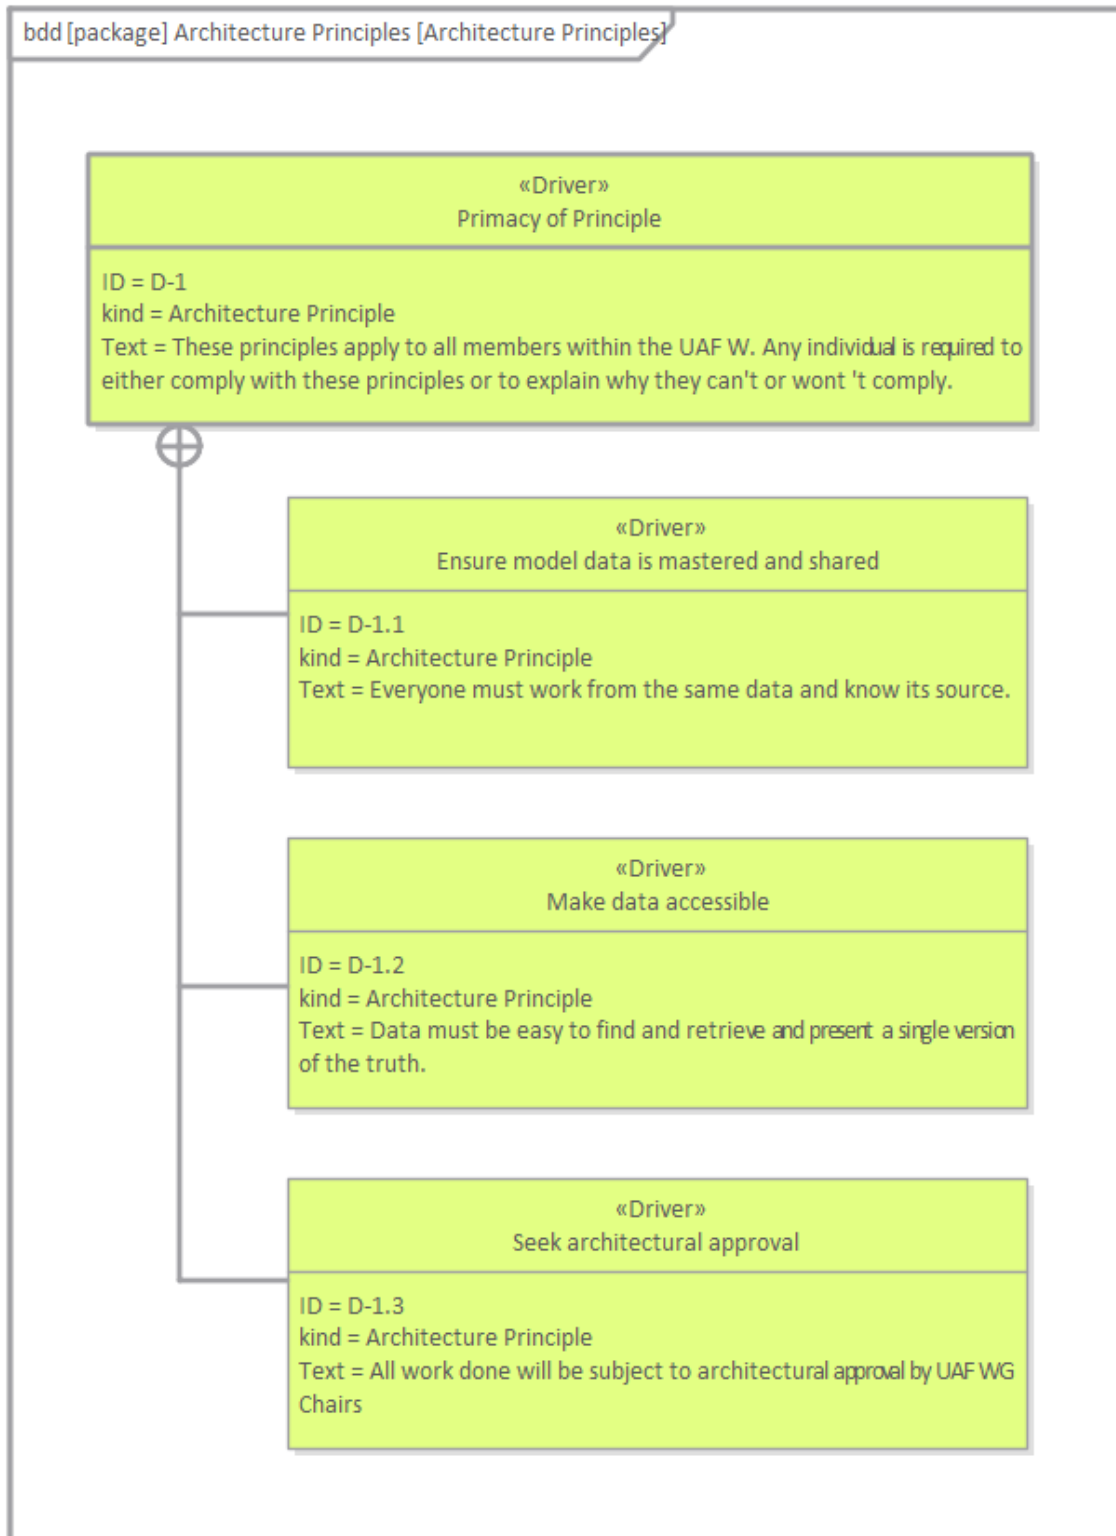 bdd [package] Architecture Principles [Architecture Principles]
«Driver»
Primacy of Principle
ID = D-1
kind = Architecture Principle
Text = These principles apply to all members within the UAF W. Any individual is required to
either comply with these principles or to explain why they can't or wont 't comply.
«Driver»
Ensure model data is mastered and shared
ID = D-1.1
kind = Architecture Principle
Text = Everyone must work from the same data and know its source.
«Driver»
Make data accessible
ID = D-1.2
kind = Architecture Principle
Text = Data must be easy to find and retrieve and present a single version
of the truth.
«Driver»
Seek architectural approval
ID = D-1.3
kind = Architecture Principle
Text = All work done will be subject to architectural approval by UAF WG
Chairs